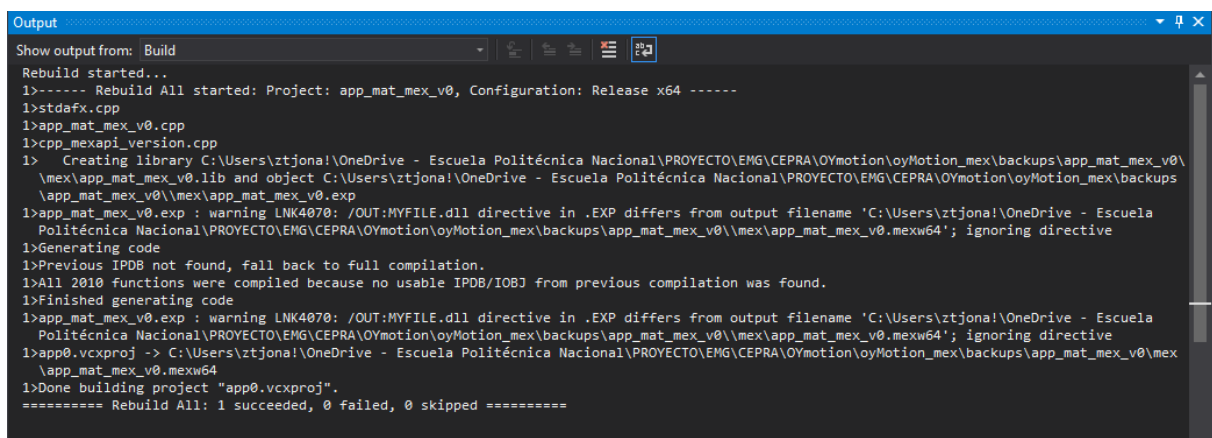 Output
Show output from: Build
Rebuild started...
1>------ Rebuild All started: Project: app_mat_mex_v0, Configuration: Release x64 ------
1>stdafx.cpp
1>app_mat_mex_v0.cpp
1>cpp_mexapi_version.cpp
1>   Creating library C:\Users\ztjona!\OneDrive - Escuela Politécnica Nacional\PROYECTO\EMG\CEPRA\OYmotion\oyMotion_mex\backups\app_mat_mex_v0\
\mex\app_mat_mex_v0.lib and object C:\Users\ztjona!\OneDrive - Escuela Politécnica Nacional\PROYECTO\EMG\CEPRA\OYmotion\oyMotion_mex\backups
\app_mat_mex_v0\\mex\app_mat_mex_v0.exp
1>app_mat_mex_v0.exp : warning LNK4070: /OUT:MYFILE.dll directive in .EXP differs from output filename 'C:\Users\ztjona!\OneDrive - Escuela
Politécnica Nacional\PROYECTO\EMG\CEPRA\OYmotion\oyMotion_mex\backups\app_mat_mex_v0\\mex\app_mat_mex_v0.mexw64'; ignoring directive
1>Generating code
1>Previous IPDB not found, fall back to full compilation.
1>All 2010 functions were compiled because no usable IPDB/IOBJ from previous compilation was found.
1>Finished generating code
1>app_mat_mex_v0.exp : warning LNK4070: /OUT:MYFILE.dll directive in .EXP differs from output filename 'C:\Users\ztjona!\OneDrive - Escuela
Politécnica Nacional\PROYECTO\EMG\CEPRA\OYmotion\oyMotion_mex\backups\app_mat_mex_v0\\mex\app_mat_mex_v0.mexw64'; ignoring directive
1>app0.vcxproj -> C:\Users\ztjona!\OneDrive - Escuela Politécnica Nacional\PROYECTO\EMG\CEPRA\OYmotion\oyMotion_mex\backups\app_mat_mex_v0\mex
\app_mat_mex_v0.mexw64
1>Done building project "app0.vcxproj".
========== Rebuild All: 1 succeeded, 0 failed, 0 skipped ==========